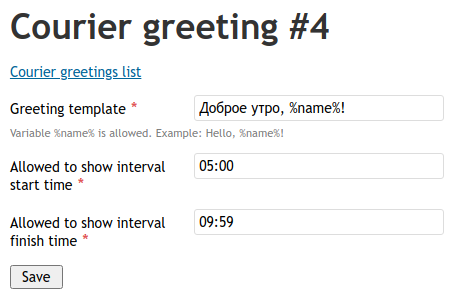 Courier greeting #4
Courier greetings list
Greeting template * Доброе утро, %name%!
Variable %name% is allowed. Example: Hello, %name%!
Allowed to show interval 05:00
start time *
Allowed to show interval 09:59
finish time *
Save